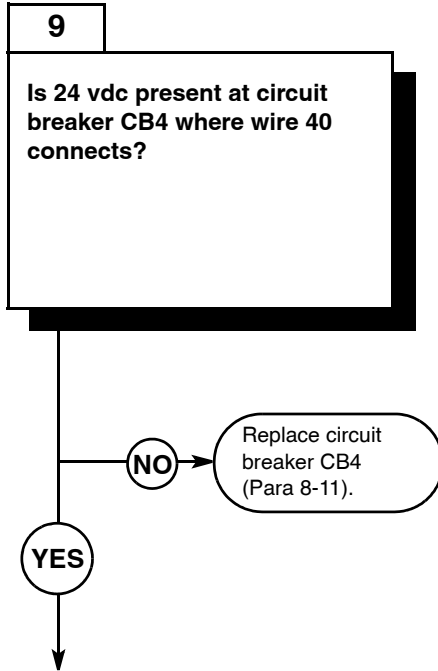 9
Is 24 vdc present at circuit
breaker CB4 where wire 40
connects?
NO
Replace circuit
breaker CB4
(Para 8-11).
YES